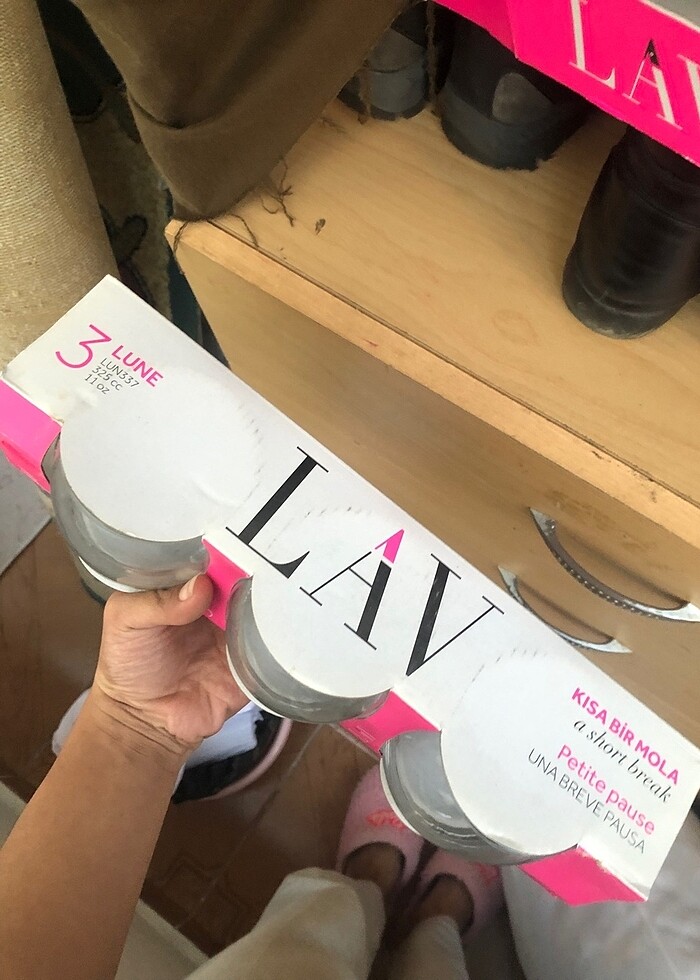 LAV
3 LUNE
LUN337
325 cc
11 oz
LAV
KISA BİR MOLA
a short break
Petite pause
UNA BREVE PAUSA